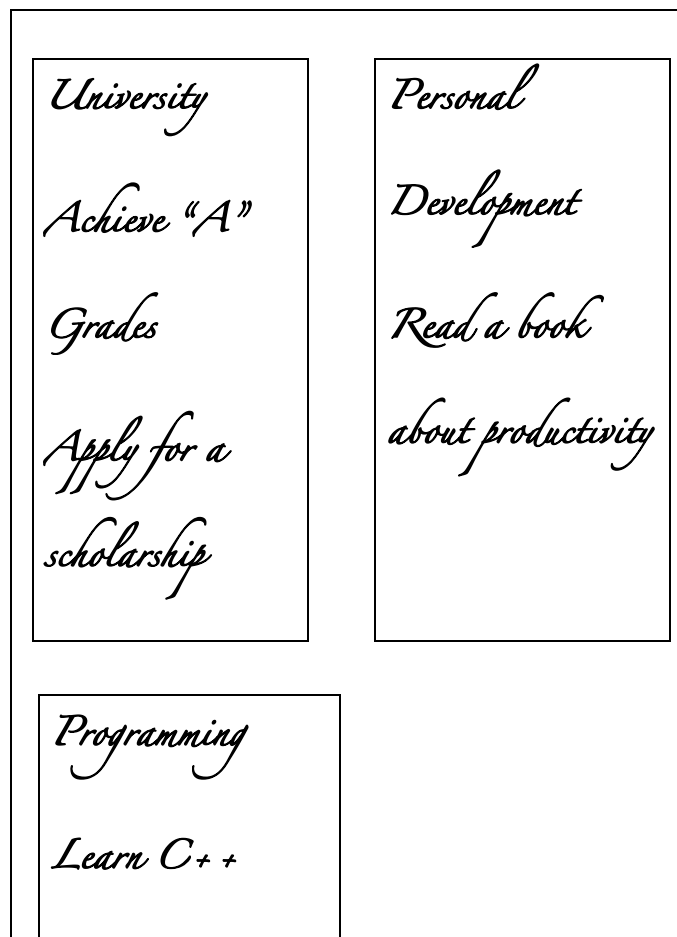 University
Achieve “A”
Grades
Apply for a
scholarship
Personal
Development
Read a book
about productivity
Programming
Learn C++